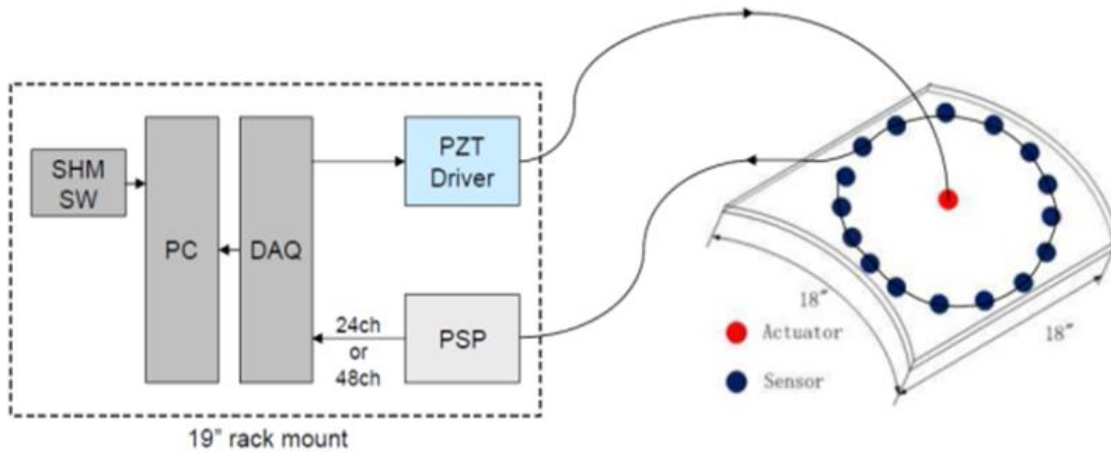 PZT
Driver
SHM
SW
PC
DAQ
24ch
or
48ch
PSP
19” rack mount
18″
18″
Actuator
Sensor